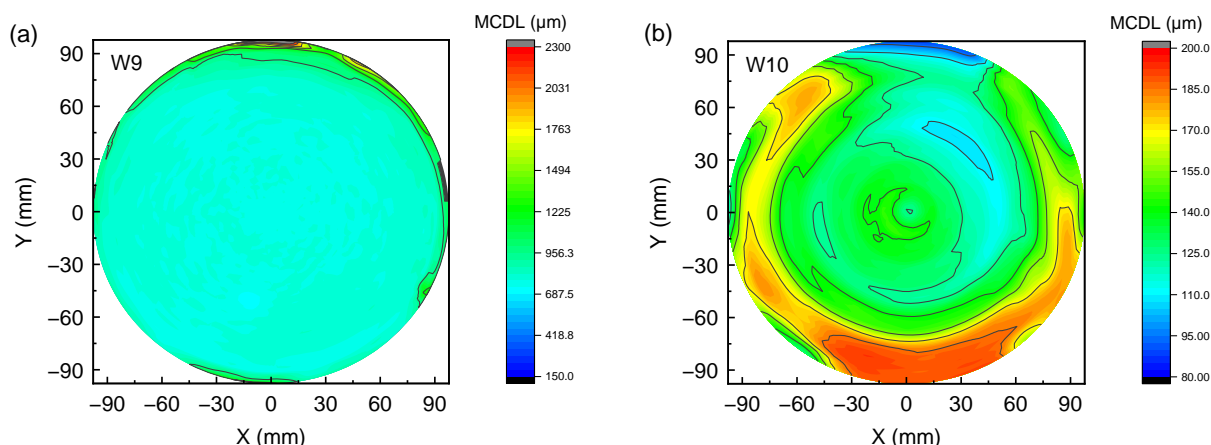 (a)
MCDL (µm)
W9
2300
2031
1763
1494
1225
956.3
687.5
418.8
150.0
90
60
30
0
−30
−60
−90
Y (mm)
−90 −60 −30 0 30 60 90
X (mm)
(b)
MCDL (µm)
W10
200.0
185.0
170.0
155.0
140.0
125.0
110.0
95.00
80.00
90
60
30
0
−30
−60
−90
Y (mm)
−90 −60 −30 0 30 60 90
X (mm)